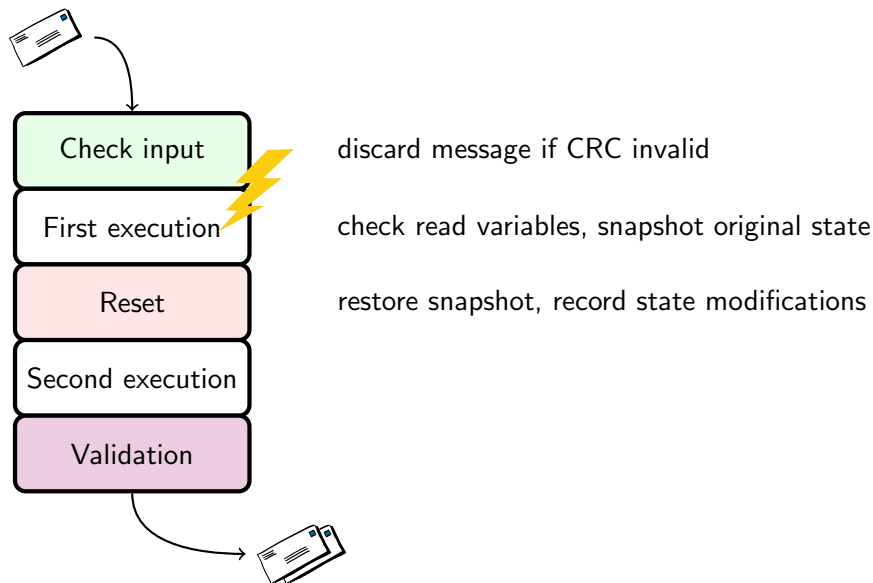 Check input
discard message if CRC invalid
First execution
check read variables, snapshot original state
Reset
restore snapshot, record state modifications
Second execution
Validation